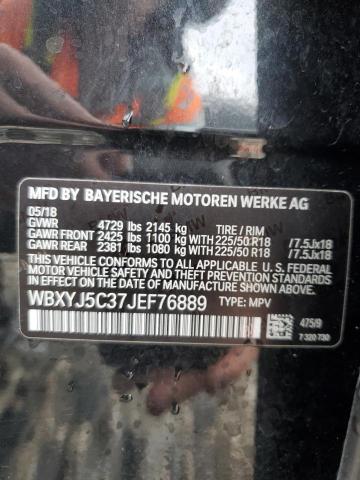 MFD BY BAYERISCHE MOTOREN WERKE AG
05/18
GVWR 4729 lbs 2145 kg TIRE / RIM
GAWR FRONT 2425 lbs 1100 kg WITH 225/50 R18 /7.5Jx18
GAWR REAR 2381 lbs 1080 kg WITH 225/50 R18 /7.5Jx18
THIS VEHICLE CONFORMS TO ALL APPLICABLE U.S. FEDERAL
MOTOR VEHICLE SAFETY AND THEFT PREVENTION STANDARDS
IN EFFECT ON THE DATE OF MANUFACTURE SHOWN ABOVE.
WBXYJ5C37JEF76889 TYPE: MPV
475/9
7 320 730